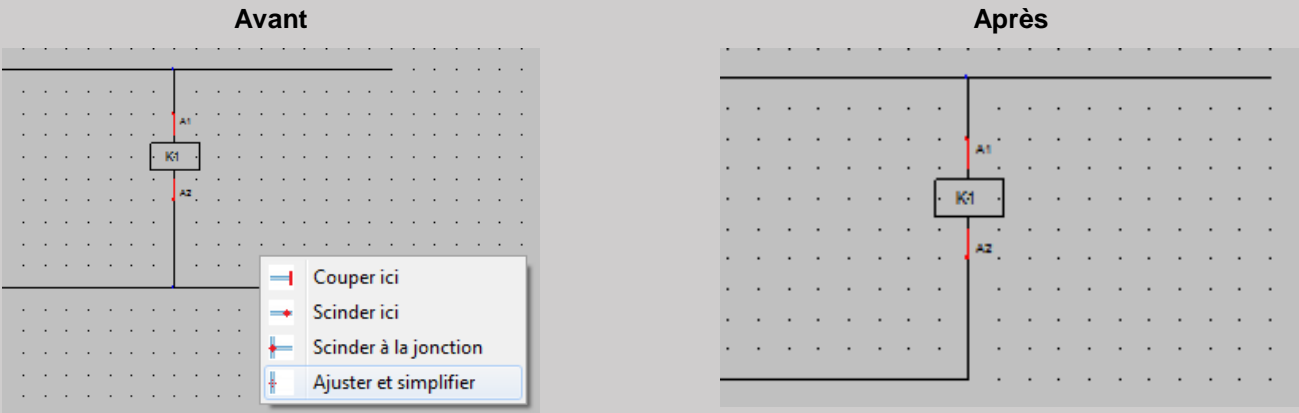 Avant
Après
A1
K1
A2
Couper ici
Scinder ici
Scinder à la jonction
Ajuster et simplifier
A1
K1
A2